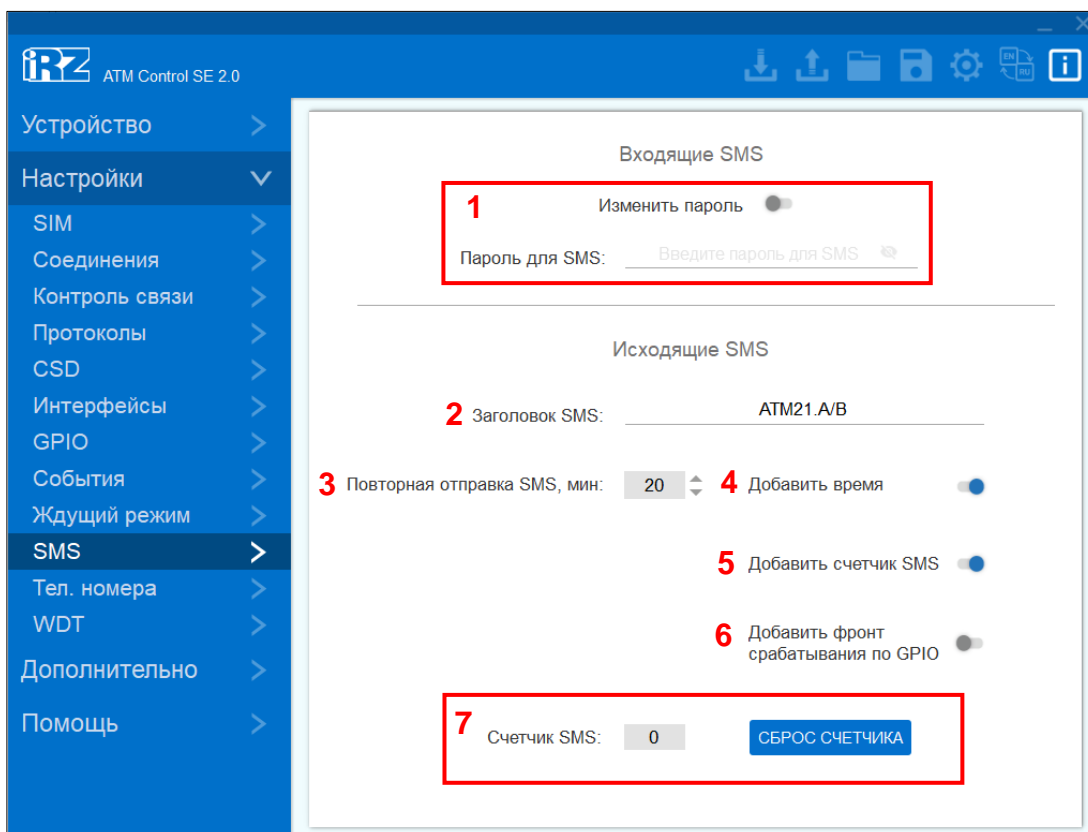 iRZ ATM Control SE 2.0
EN
RU
i
Устройство
Настройки
SIM
Соединения
Контроль связи
Протоколы
CSD
Интерфейсы
GPIO
События
Ждущий режим
SMS
Тел. номера
WDT
Дополнительно
Помощь
Входящие SMS
1 Изменить пароль
Пароль для SMS: Введите пароль для SMS
Исходящие SMS
2 Заголовок SMS: ATM21.A/B
3 Повторная отправка SMS, мин: 20 4 Добавить время
5 Добавить счетчик SMS
6 Добавить фронт
срабатывания по GPIO
7 Счетчик SMS: 0 СБРОС СЧЕТЧИКА